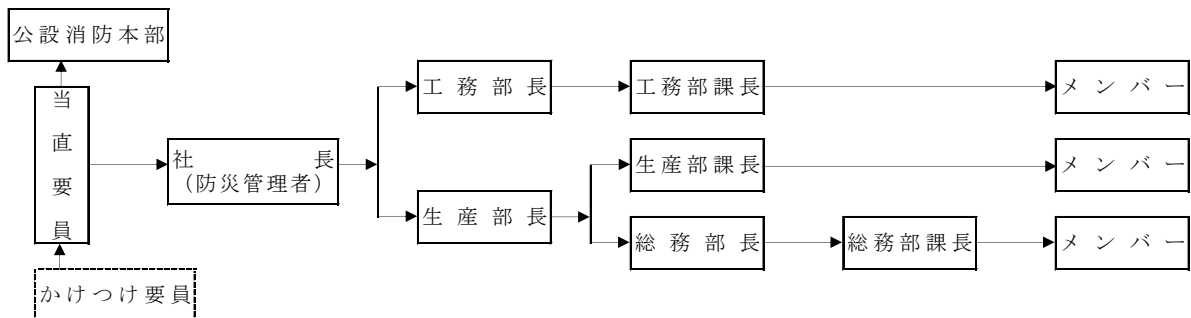 公設消防本部
当直要員
かけつけ要員
社長
（防災管理者）
工務部長
工務部課長
メンバー
生産部長
生産部課長
メンバー
総務部長
総務部課長
メンバー